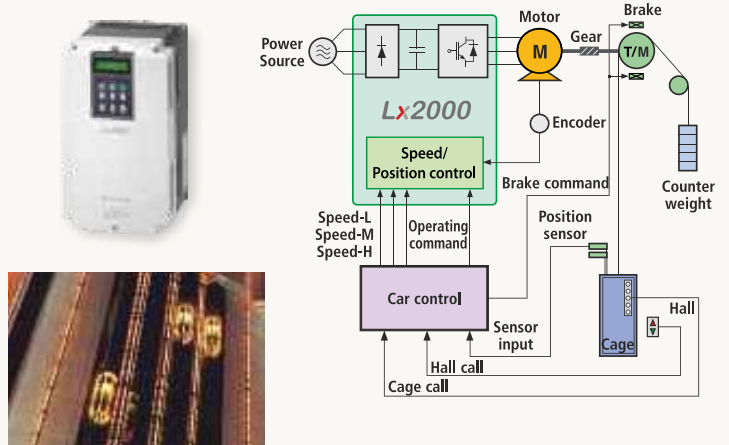 Power
Source
Motor
M
Gear
Brake
T/M
Lx2000
Encoder
Speed/
Position control
Brake command
Counter
weight
Speed-L
Speed-M
Speed-H
Operating
command
Position
sensor
Car control
Sensor
input
Cage
Hall
Hall call
Cage call